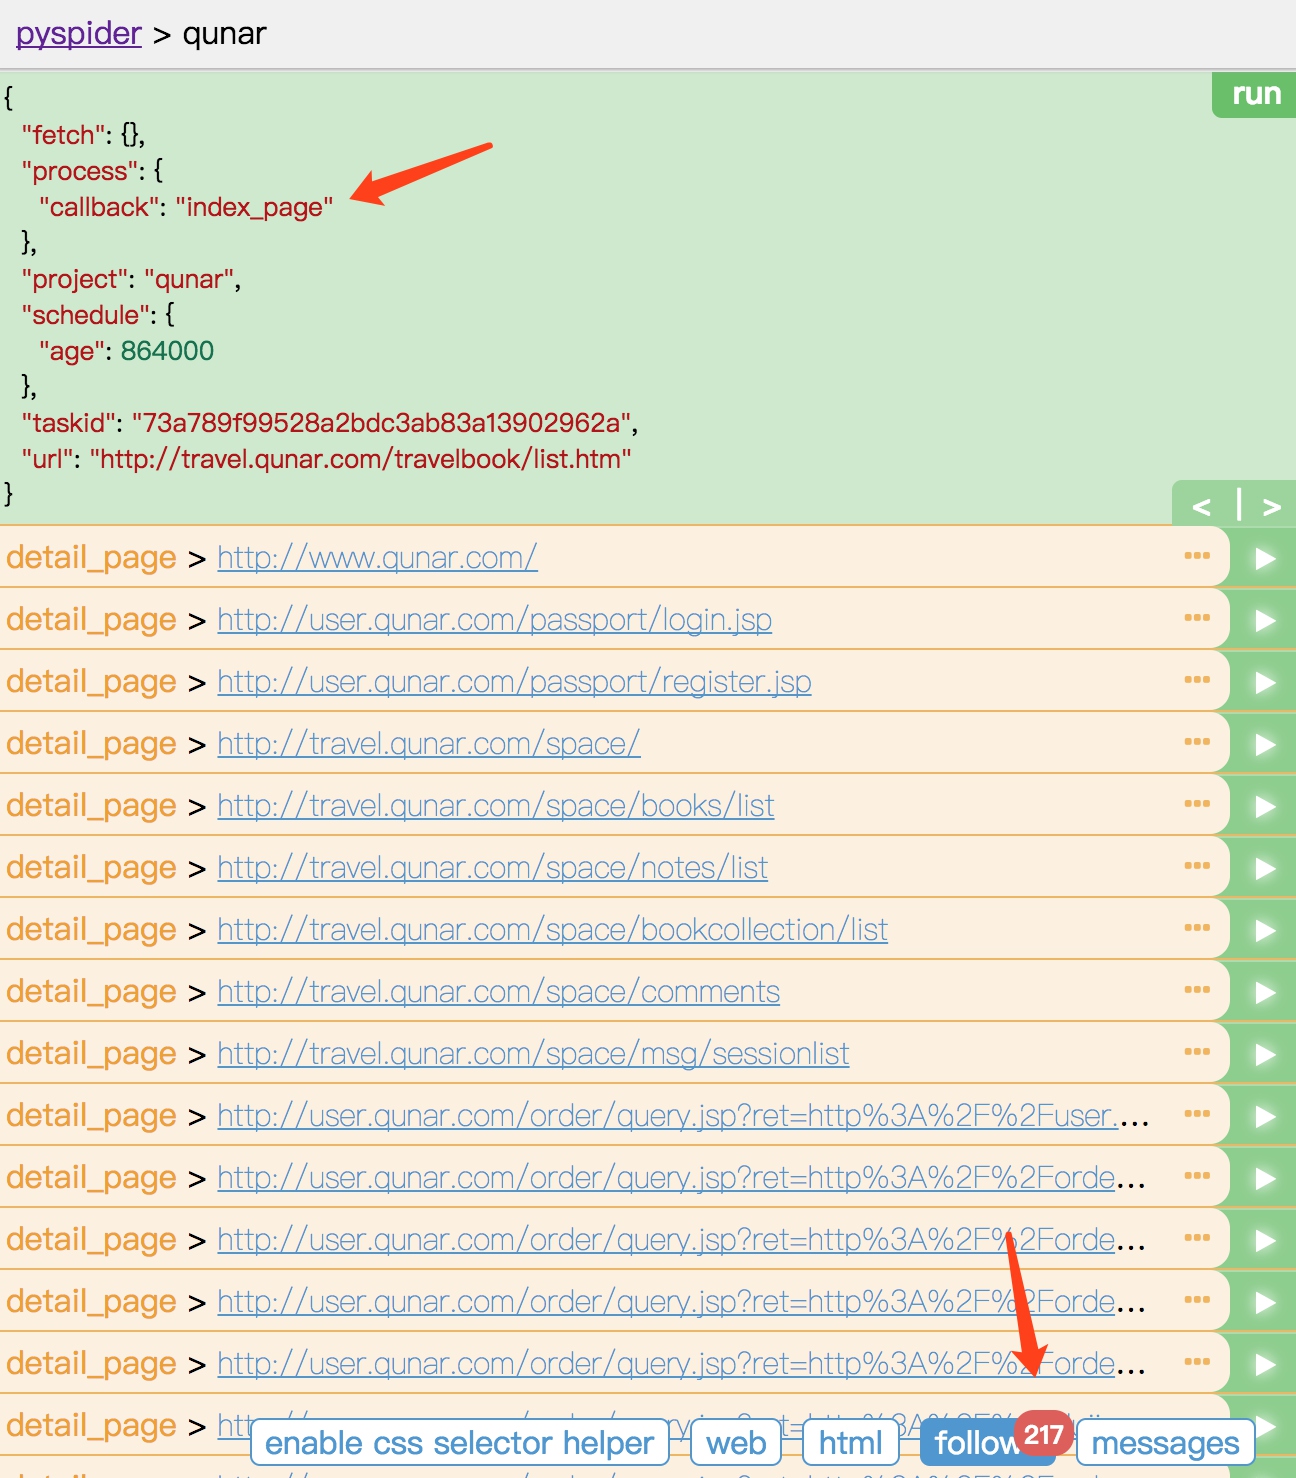 pyspider > qunar
{
run
"fetch": {},
"process": {
"callback": "index_page"
},
"project": "qunar",
"schedule": {
"age": 864000
},
"taskid": "73a789f99528a2bdc3ab83a13902962a",
"url": "http://travel.qunar.com/travelbook/list.htm"
}
< | >
detail_page > http://www.qunar.com/
detail_page > http://user.qunar.com/passport/login.jsp
detail_page > http://user.qunar.com/passport/register.jsp
detail_page > http://travel.qunar.com/space/
detail_page > http://travel.qunar.com/space/books/list
detail_page > http://travel.qunar.com/space/notes/list
detail_page > http://travel.qunar.com/space/bookcollection/list
detail_page > http://travel.qunar.com/space/comments
detail_page > http://travel.qunar.com/space/msg/sessionlist
detail_page > http://user.qunar.com/order/query.jsp?ret=http%3A%2F%2Fuser....
detail_page > http://user.qunar.com/order/query.jsp?ret=http%3A%2F%2Forde...
detail_page > http://user.qunar.com/order/query.jsp?ret=http%3A%2F%2Forde...
detail_page > http://user.qunar.com/order/query.jsp?ret=http%3A%2F%2Forde...
detail_page > http://user.qunar.com/order/query.jsp?ret=http%3A%2F%2Forde...
detail_page >
enable css selector helper web html follow 217 messages